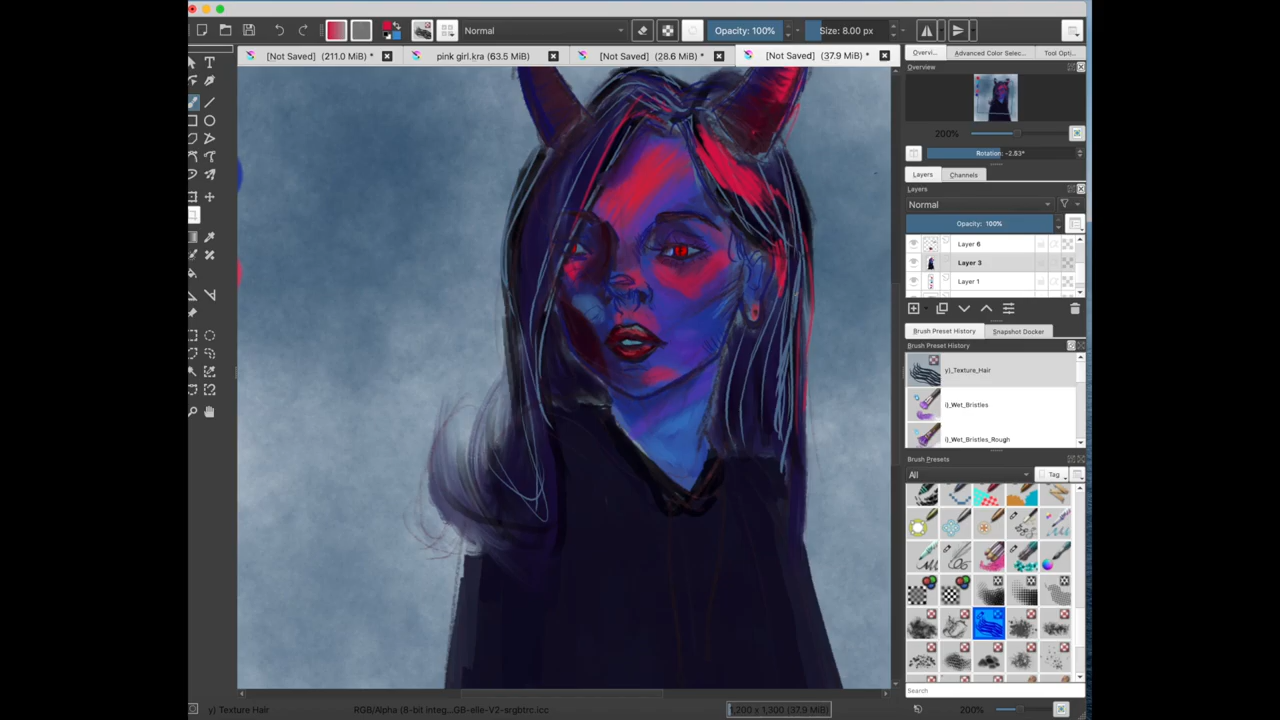 Normal
Opacity: 100%
Size: 8.00 px
[Not Saved] (211.0 MiB) *
pink girl.kra (63.5 MiB)
[Not Saved] (28.6 MiB) *
[Not Saved] (37.9 MiB) *
Overvi...
Advanced Color Selec...
Tool Opti...
Overview
200%
Rotation: -2.53°
Layers
Channels
Layers
Normal
Opacity: 100%
Layer 6
Layer 3
Layer 1
Brush Preset History
Snapshot Docker
Brush Preset History
y)_Texture_Hair
i)_Wet_Bristles
i)_Wet_Bristles_Rough
Brush Presets
All
Tag
Search
y) Texture Hair
RGB/Alpha (8-bit integ...GB-elle-V2-srgbtrc.icc
1,200 x 1,300 (37.9 MiB)
200%